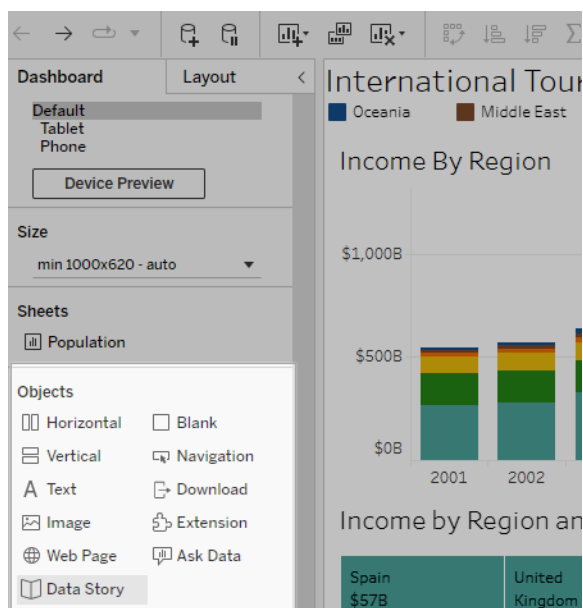 Dashboard
Layout
Default
Tablet
Phone
Device Preview
Size
min 1000x620 - auto
Sheets
Population
Objects
Horizontal
Blank
Vertical
Navigation
Text
Download
Image
Extension
Web Page
Ask Data
Data Story
International Tour
Oceania
Middle East
Income By Region
$1,000B
$500B
$0B
2001
2002
Income by Region an
Spain
$57B
United
Kingdom